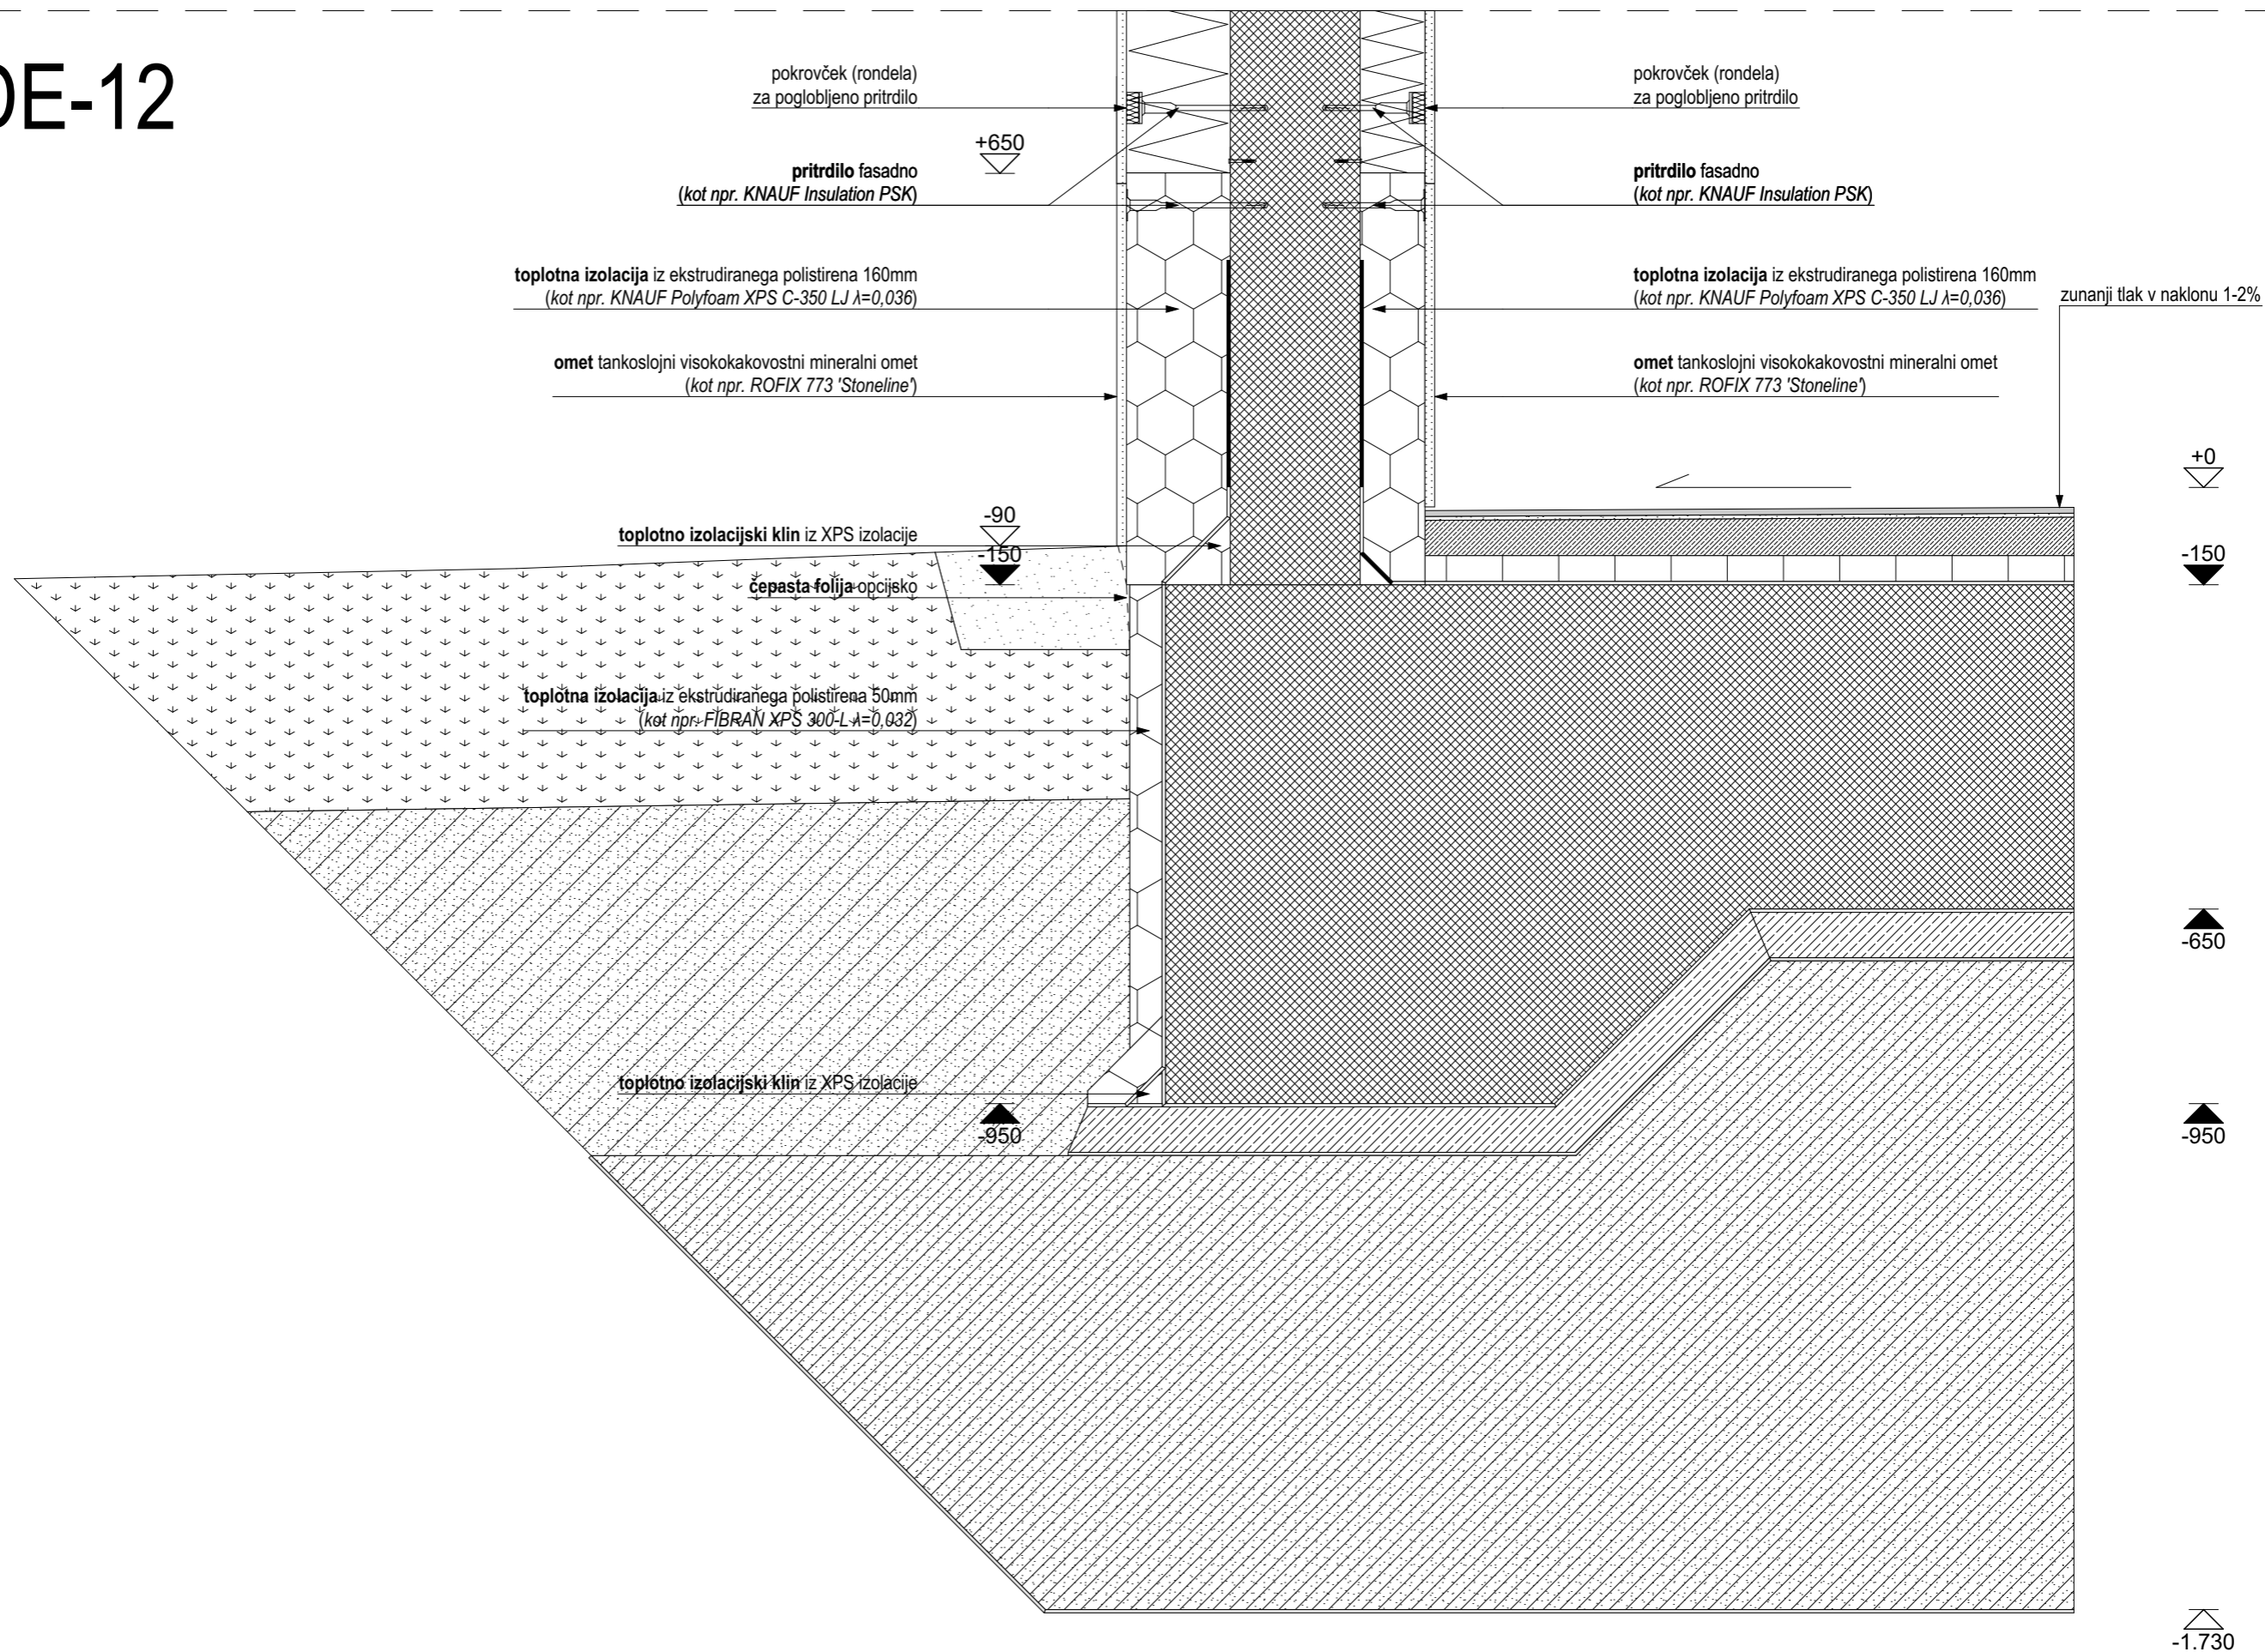 DE-12
pokrovček (rondela)
za poglobljeno pritrdilo
+650
pritrdilo fasadno
(kot npr. KNAUF Insulation PSK)
toplotna izolacija iz ekstrudiranega polistirena 160mm
(kot npr. KNAUF Polyfoam XPS C-350 LJ λ=0,036)
omet tankoslojni visokokakovostni mineralni omet
(kot npr. ROFIX 773 'Stoneline')
-90
toplotno izolacijski klin iz XPS izolacije
-150
čepasta folija opcijsko
toplotna izolacija iz ekstrudiranega polistirena 50mm
(kot npr. FIBRAN XPS 300-L λ=0,032)
toplotno izolacijski klin iz XPS izolacije
-950
pokrovček (rondela)
za poglobljeno pritrdilo
pritrdilo fasadno
(kot npr. KNAUF Insulation PSK)
toplotna izolacija iz ekstrudiranega polistirena 160mm
(kot npr. KNAUF Polyfoam XPS C-350 LJ λ=0,036)
zunanji tlak v naklonu 1-2%
omet tankoslojni visokokakovostni mineralni omet
(kot npr. ROFIX 773 'Stoneline')
+0
-150
-650
-950
-1.730